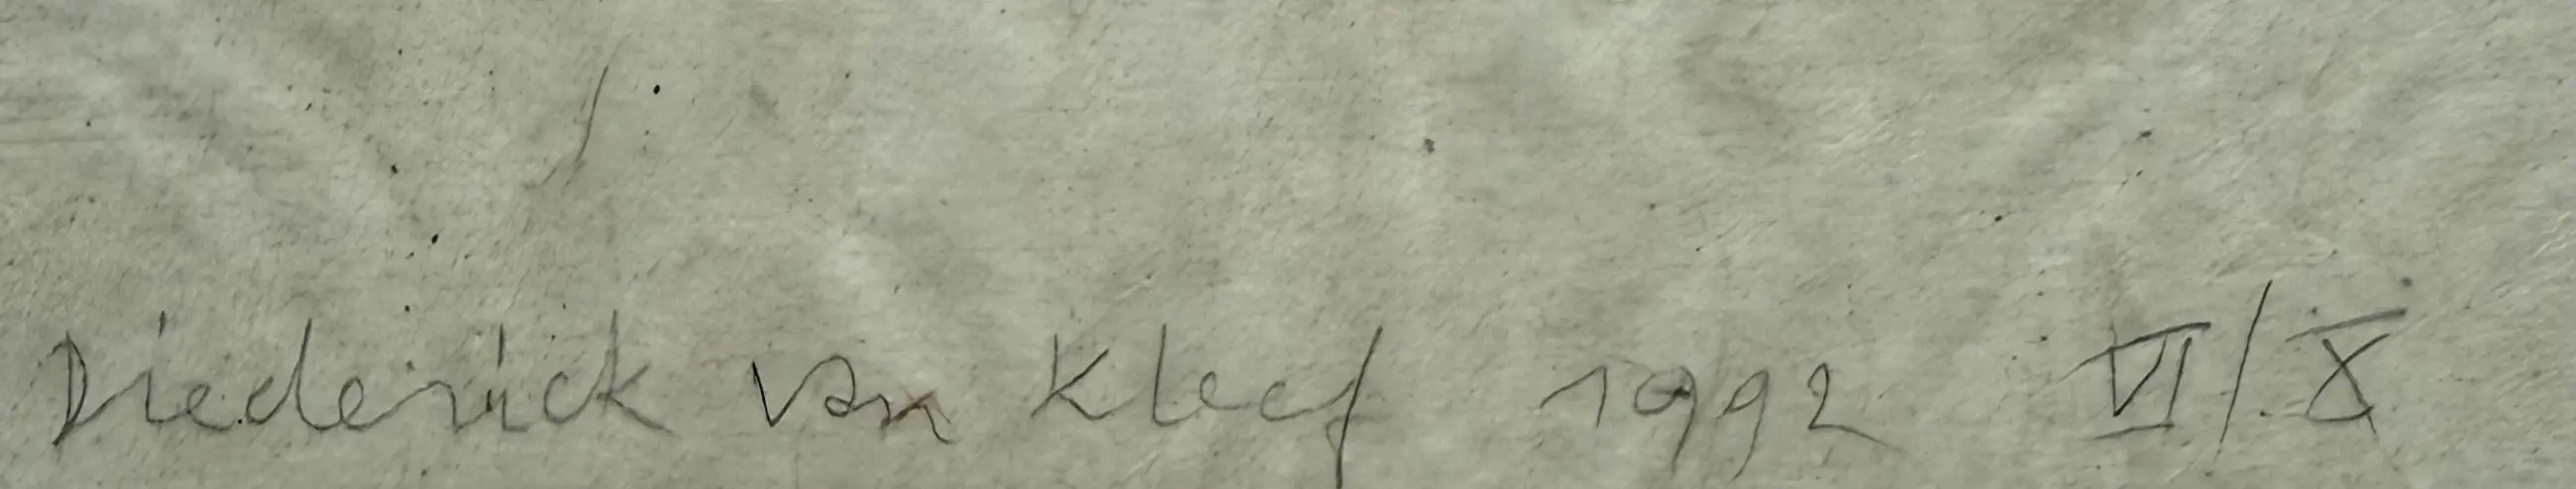 Diederick van Kleef 1992 VI/X